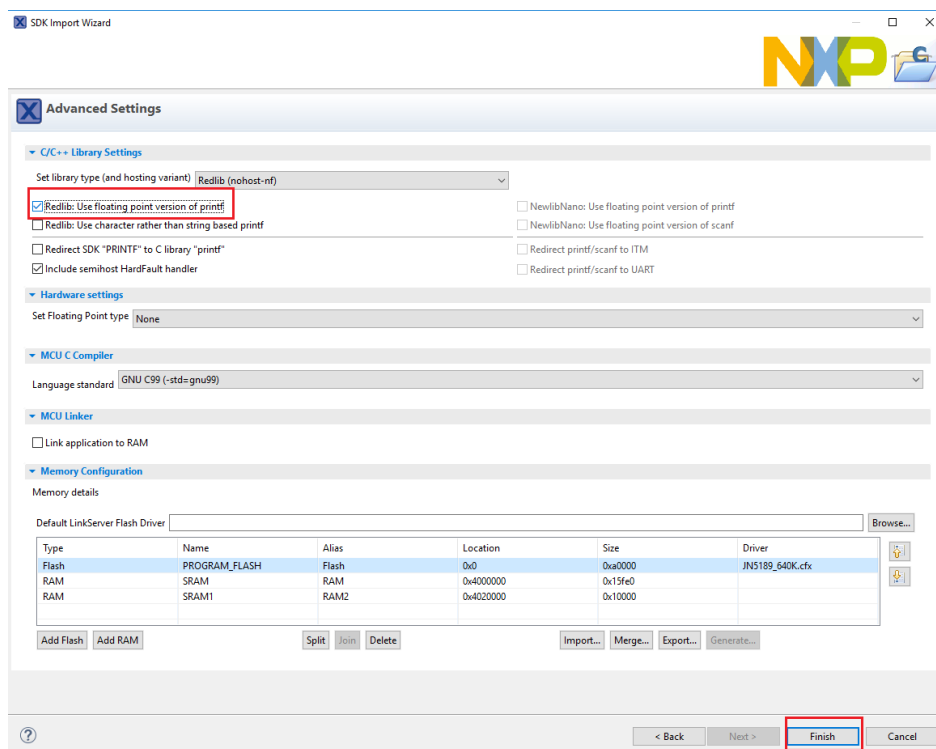 SDK Import Wizard
NXP
Advanced Settings
C/C++ Library Settings
Set library type (and hosting variant) Redlib (nohost-nf)
Redlib: Use floating point version of printf NewlibNano: Use floating point version of printf
Redlib: Use character rather than string based printf NewlibNano: Use floating point version of scanf
Redirect SDK "PRINTF" to C library "printf" Redirect printf/scanf to ITM
Include semihost HardFault handler Redirect printf/scanf to UART
Hardware settings
Set Floating Point type None
MCU C Compiler
Language standard GNU C99 (-std=gnu99)
MCU Linker
Link application to RAM
Memory Configuration
Memory details
Default LinkServer Flash Driver Browse...
Type Name Alias Location Size Driver
Flash PROGRAM_FLASH Flash 0x0 0xa0000 JN5189_640K.cfx
RAM SRAM RAM 0x4000000 0x15fe0
RAM SRAM1 RAM2 0x4020000 0x10000
Add Flash Add RAM Split Join Delete Import... Merge... Export... Generate...
< Back Next > Finish Cancel